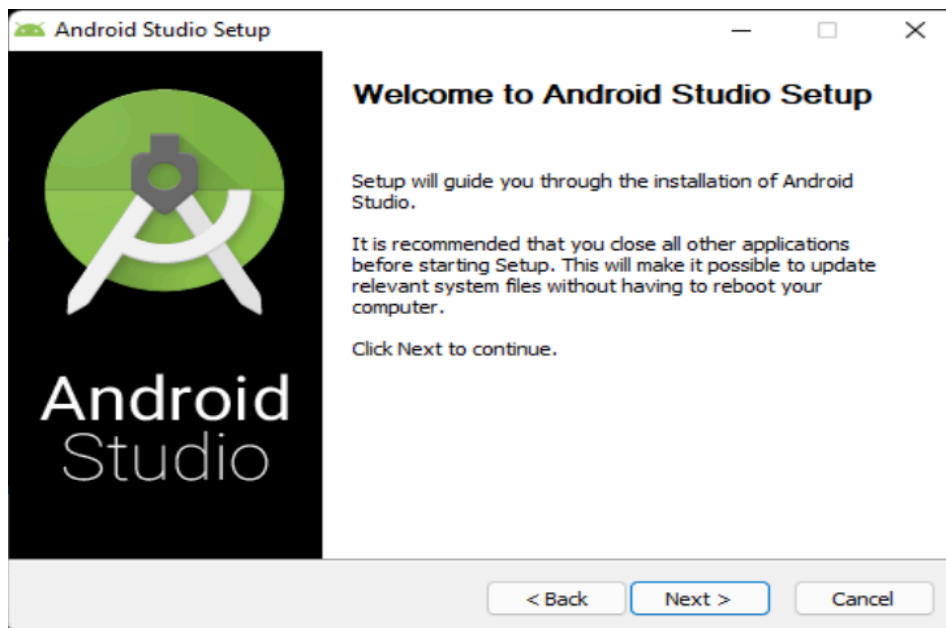 Android Studio Setup
Welcome to Android Studio Setup
Setup will guide you through the installation of Android
Studio.
It is recommended that you close all other applications
before starting Setup. This will make it possible to update
relevant system files without having to reboot your
computer.
Click Next to continue.
Android
Studio
< Back
Next >
Cancel